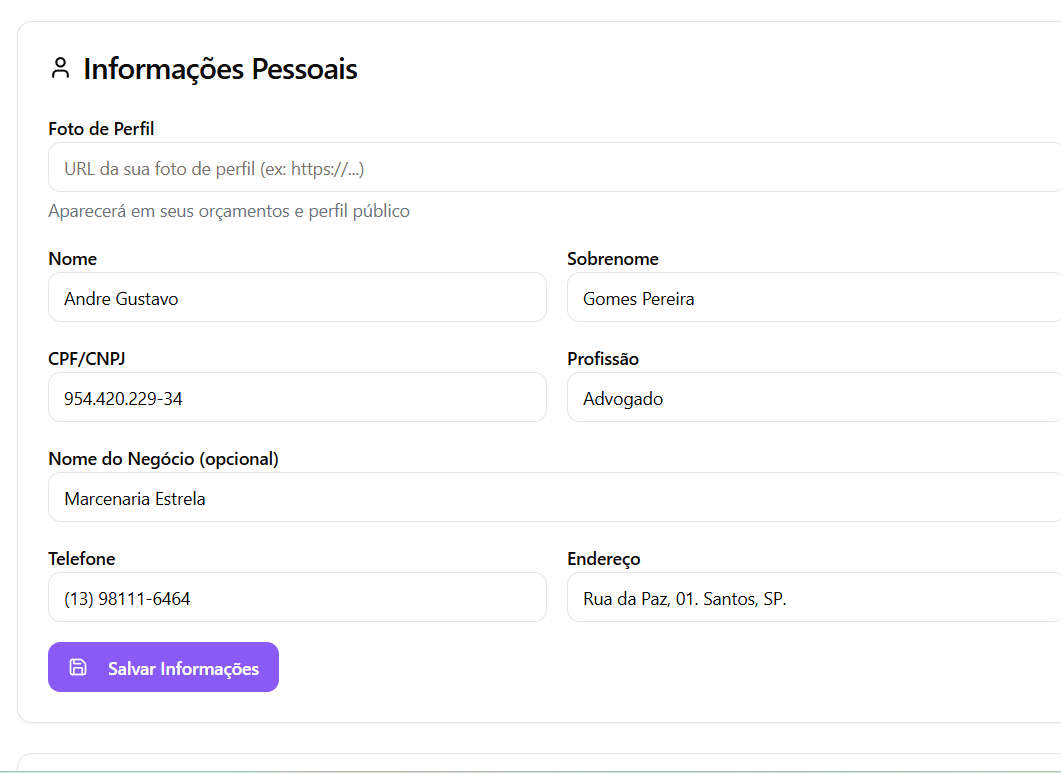 Informações Pessoais
Foto de Perfil
URL da sua foto de perfil (ex: https://...)
Aparecerá em seus orçamentos e perfil público
Nome
Sobrenome
Andre Gustavo
Gomes Pereira
CPF/CNPJ
Profissão
954.420.229-34
Advogado
Nome do Negócio (opcional)
Marcenaria Estrela
Telefone
Endereço
(13) 98111-6464
Rua da Paz, 01. Santos, SP.
Salvar Informações